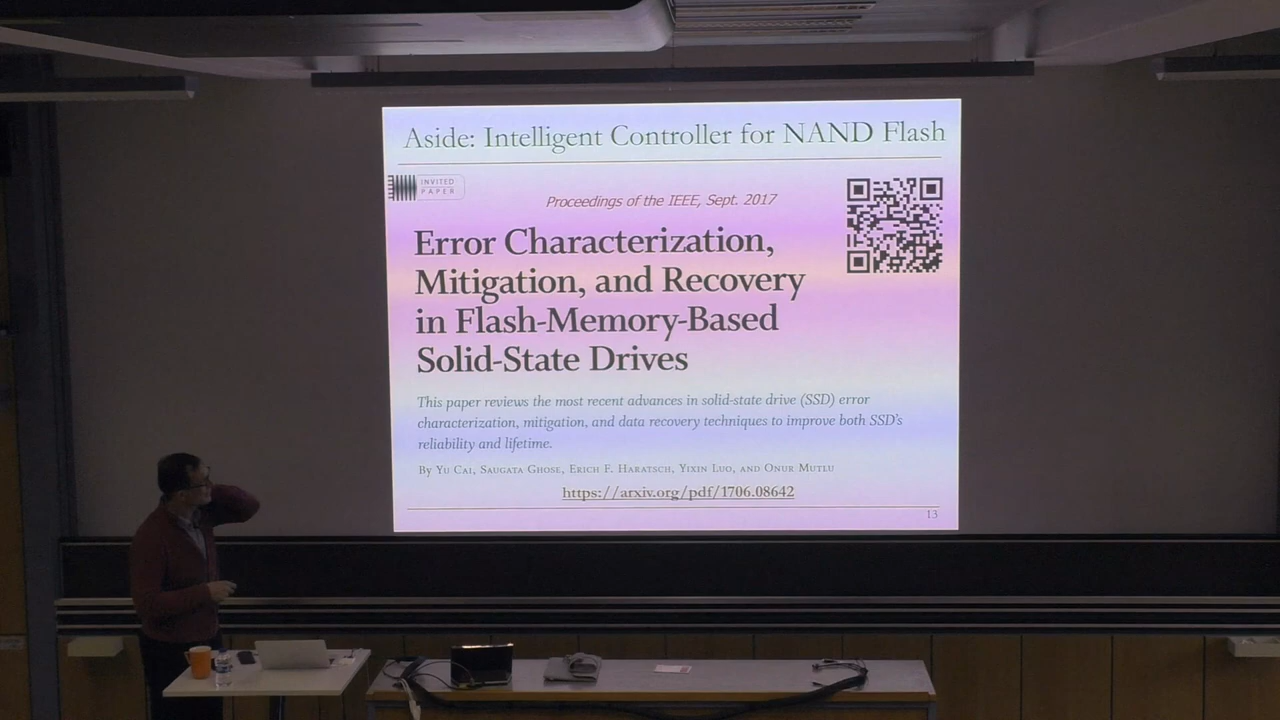 Aside: Intelligent Controller for NAND Flash
INVITED
PAPER
Proceedings of the IEEE, Sept. 2017
Error Characterization,
Mitigation, and Recovery
in Flash-Memory-Based
Solid-State Drives
This paper reviews the most recent advances in solid-state drive (SSD) error
characterization, mitigation, and data recovery techniques to improve both SSD's
reliability and lifetime.
By Yu Cai, Saugata Ghose, Erich F. Haratsch, Yixin Luo, and Onur Mutlu
https://arxiv.org/pdf/1706.08642
13